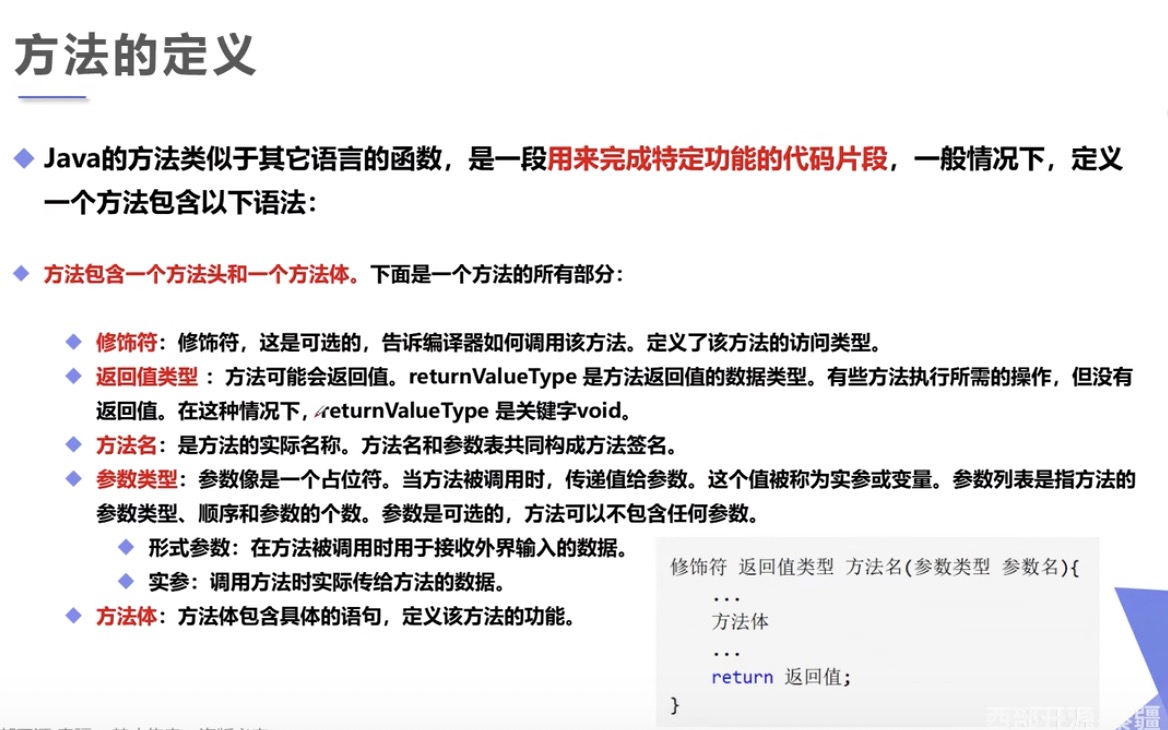 方法的定义
Java的方法类似于其它语言的函数，是一段用来完成特定功能的代码片段，一般情况下，定义
一个方法包含以下语法：
方法包含一个方法头和一个方法体。下面是一个方法的所有部分：
修饰符：修饰符，这是可选的，告诉编译器如何调用该方法。定义了该方法的访问类型。
返回值类型 ：方法可能会返回值。returnValueType 是方法返回值的数据类型。有些方法执行所需的操作，但没有
返回值。在这种情况下，returnValueType 是关键字void。
方法名：是方法的实际名称。方法名和参数表共同构成方法签名。
参数类型：参数像是一个占位符。当方法被调用时，传递值给参数。这个值被称为实参或变量。参数列表是指方法的
参数类型、顺序和参数的个数。参数是可选的，方法可以不包含任何参数。
形式参数：在方法被调用时用于接收外界输入的数据。
实参：调用方法时实际传给方法的数据。
方法体：方法体包含具体的语句，定义该方法的功能。
修饰符 返回值类型 方法名(参数类型 参数名){
...
方法体
...
return 返回值;
}
西部开源